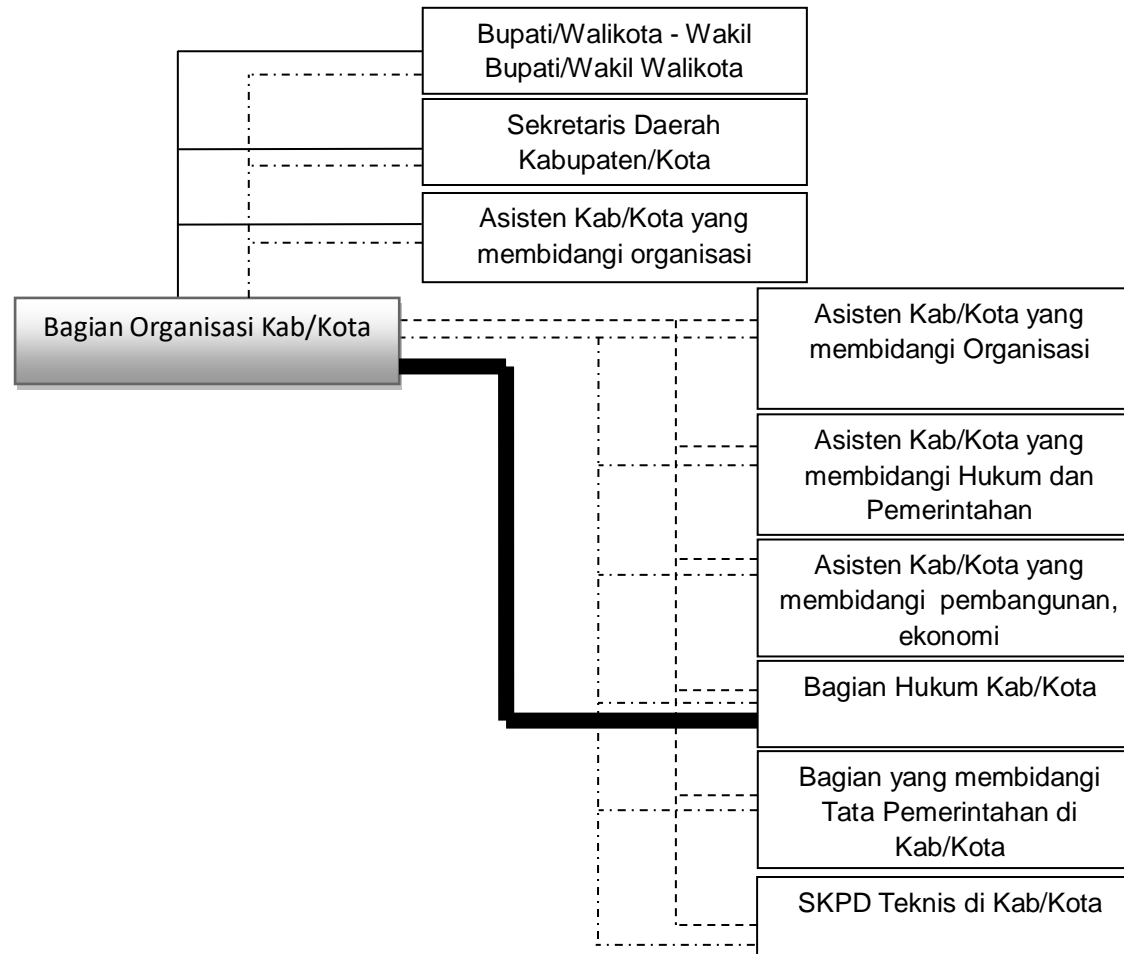 Bupati/Walikota - Wakil
Bupati/Wakil Walikota
Sekretaris Daerah
Kabupaten/Kota
Asisten Kab/Kota yang
membidangi organisasi
Bagian Organisasi Kab/Kota
Asisten Kab/Kota yang
membidangi Organisasi
Asisten Kab/Kota yang
membidangi Hukum dan
Pemerintahan
Asisten Kab/Kota yang
membidangi pembangunan,
ekonomi
Bagian Hukum Kab/Kota
Bagian yang membidangi
Tata Pemerintahan di
Kab/Kota
SKPD Teknis di Kab/Kota